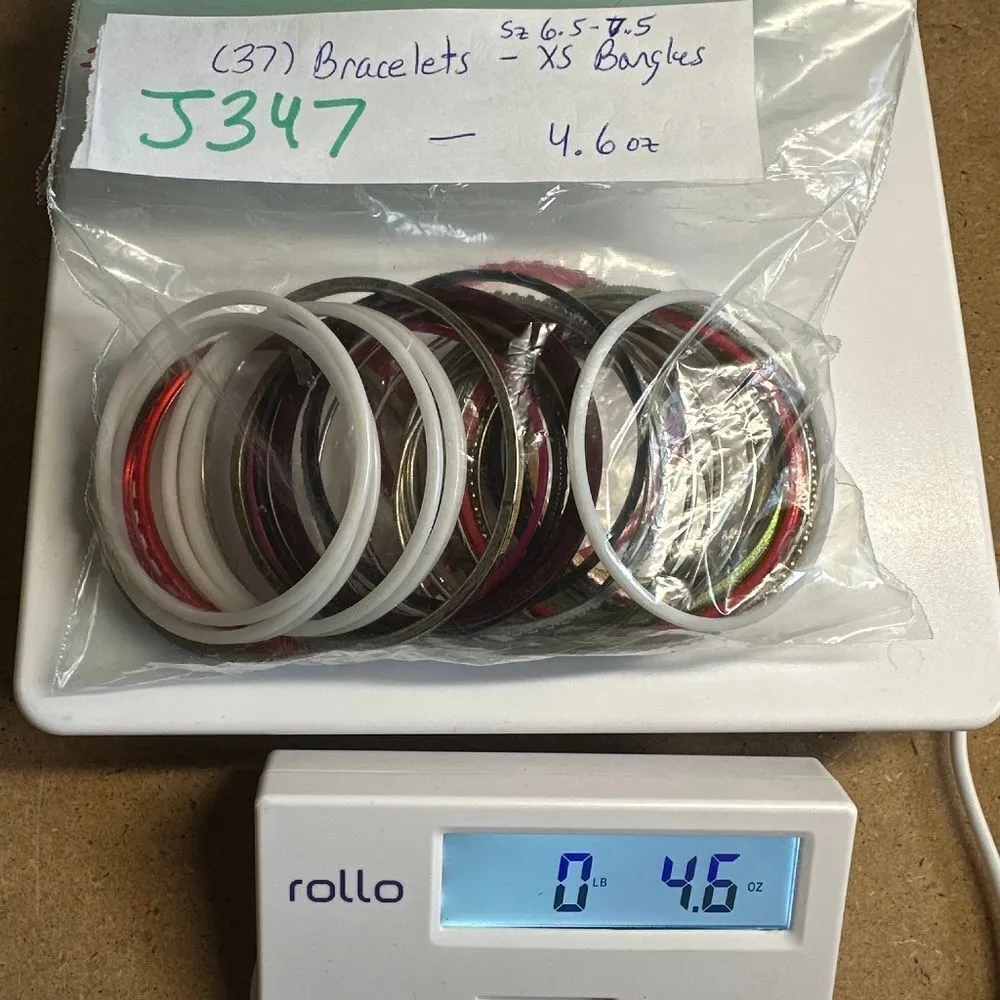 Sz 6.5-7.5
(37) Bracelets - XS Bangles
J347 - 4.6 oz
rollo
0 LB 4.6 OZ